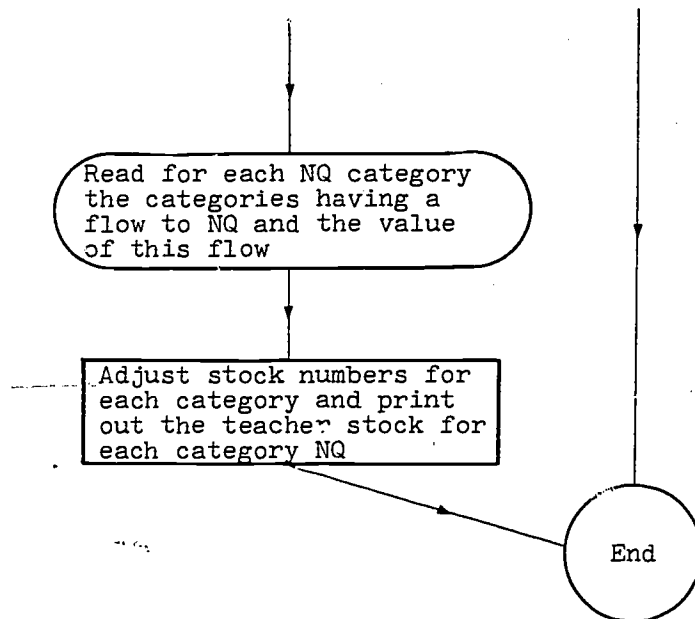 Read for each NQ category
the categories having a
flow to NQ and the value
of this flow
Adjust stock numbers for
each category and print
out the teacher stock for
each category NQ
End